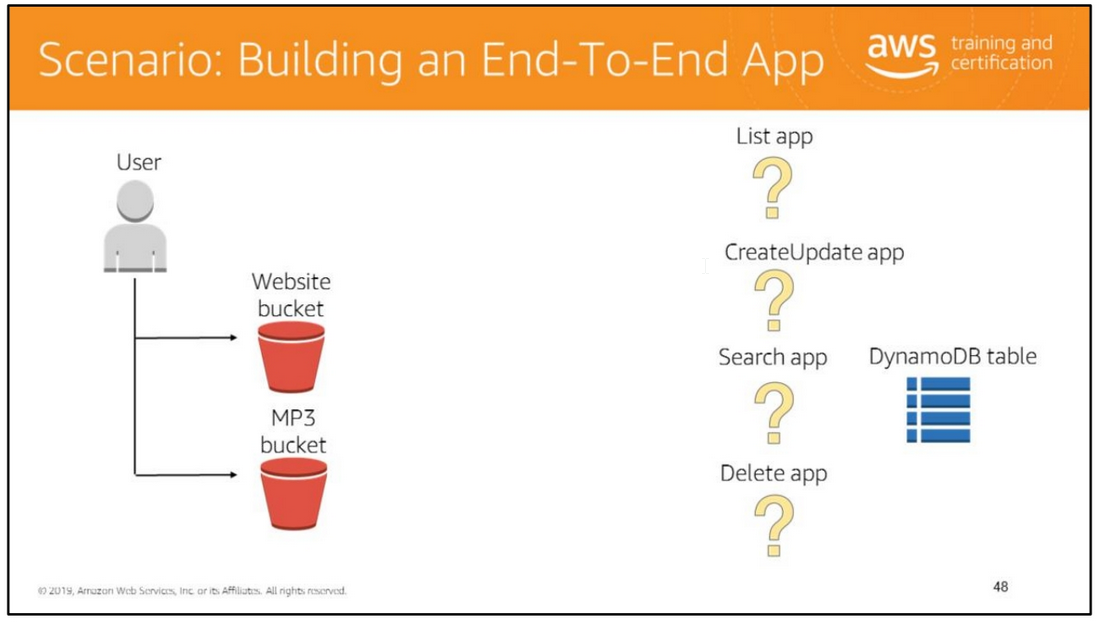 Scenario: Building an End-To-End App
aws training and
certification
User
Website
bucket
MP3
bucket
List app
?
CreateUpdate app
?
Search app
?
DynamoDB table
Delete app
?
© 2019, Amazon Web Services, Inc. or its Affiliates. All rights reserved.
48